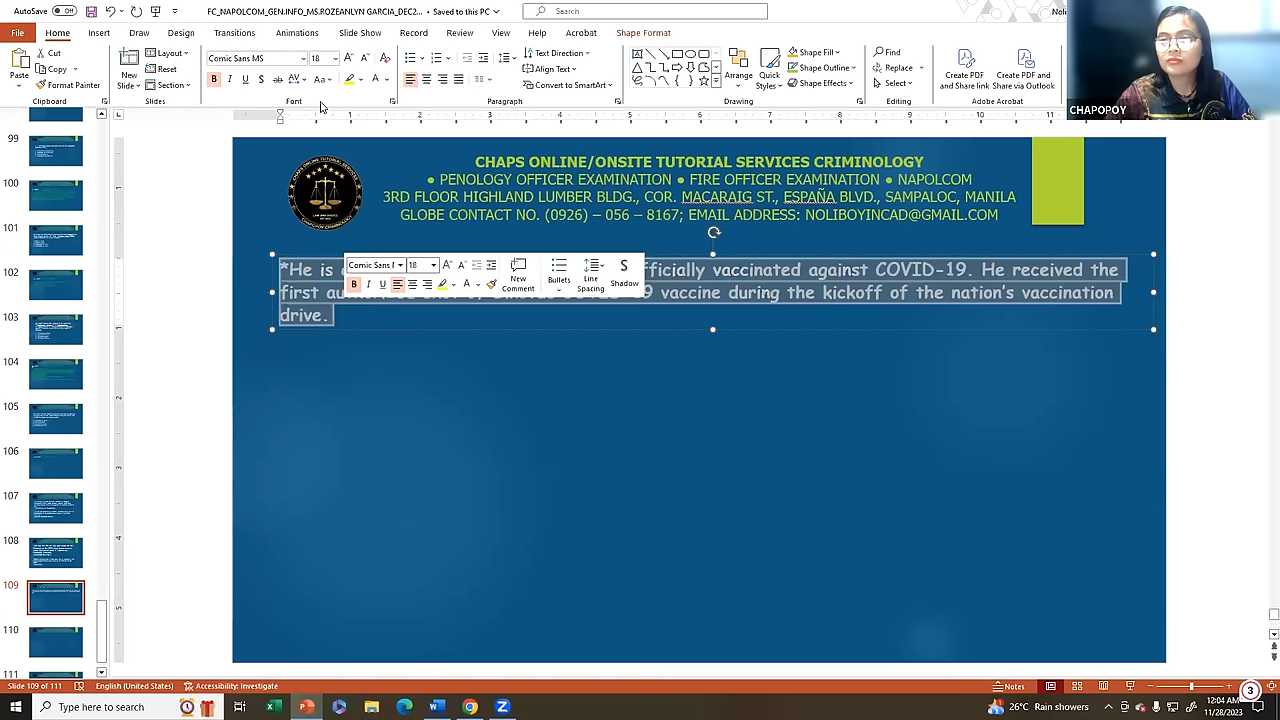 AutoSave Off FC_NAPOLCOM_GEN.INFO_MS.ROZEANLYN GARCIA_DEC2... • Saved to this PC Search Noli
File Home Insert Draw Design Transitions Animations Slide Show Record Review View Help Acrobat Shape Format
Paste Cut Copy Format Painter Clipboard
New Slide Layout Reset Section Slides
Comic Sans MS 18 Font
Paragraph Text Direction Align Text Convert to SmartArt
Arrange Quick Styles Shape Fill Shape Outline Shape Effects Drawing
Find Replace Select Editing
Create PDF and Share link Create PDF and Share via Outlook Adobe Acrobat
CHAPOPOY
CHAPS ONLINE/ONSITE TUTORIAL SERVICES CRIMINOLOGY
● PENOLOGY OFFICER EXAMINATION ● FIRE OFFICER EXAMINATION ● NAPOLCOM
3RD FLOOR HIGHLAND LUMBER BLDG., COR. MACARAIG ST., ESPAÑA BLVD., SAMPALOC, MANILA
GLOBE CONTACT NO. (0926) – 056 – 8167; EMAIL ADDRESS: NOLIBOYINCAD@GMAIL.COM
Comic Sans M 18
New Comment Bullets Line Spacing Shadow
*He is fficially vaccinated against COVID-19. He received the
first 9 vaccine during the kickoff of the nation's vaccination
drive.
99
100
101
102
103
104
105
106
107
108
109
110
111
Slide 109 of 111 English (United States) Accessibility: Investigate Notes
Type here to search 26°C Rain showers 12:04 AM
11/28/2023 3